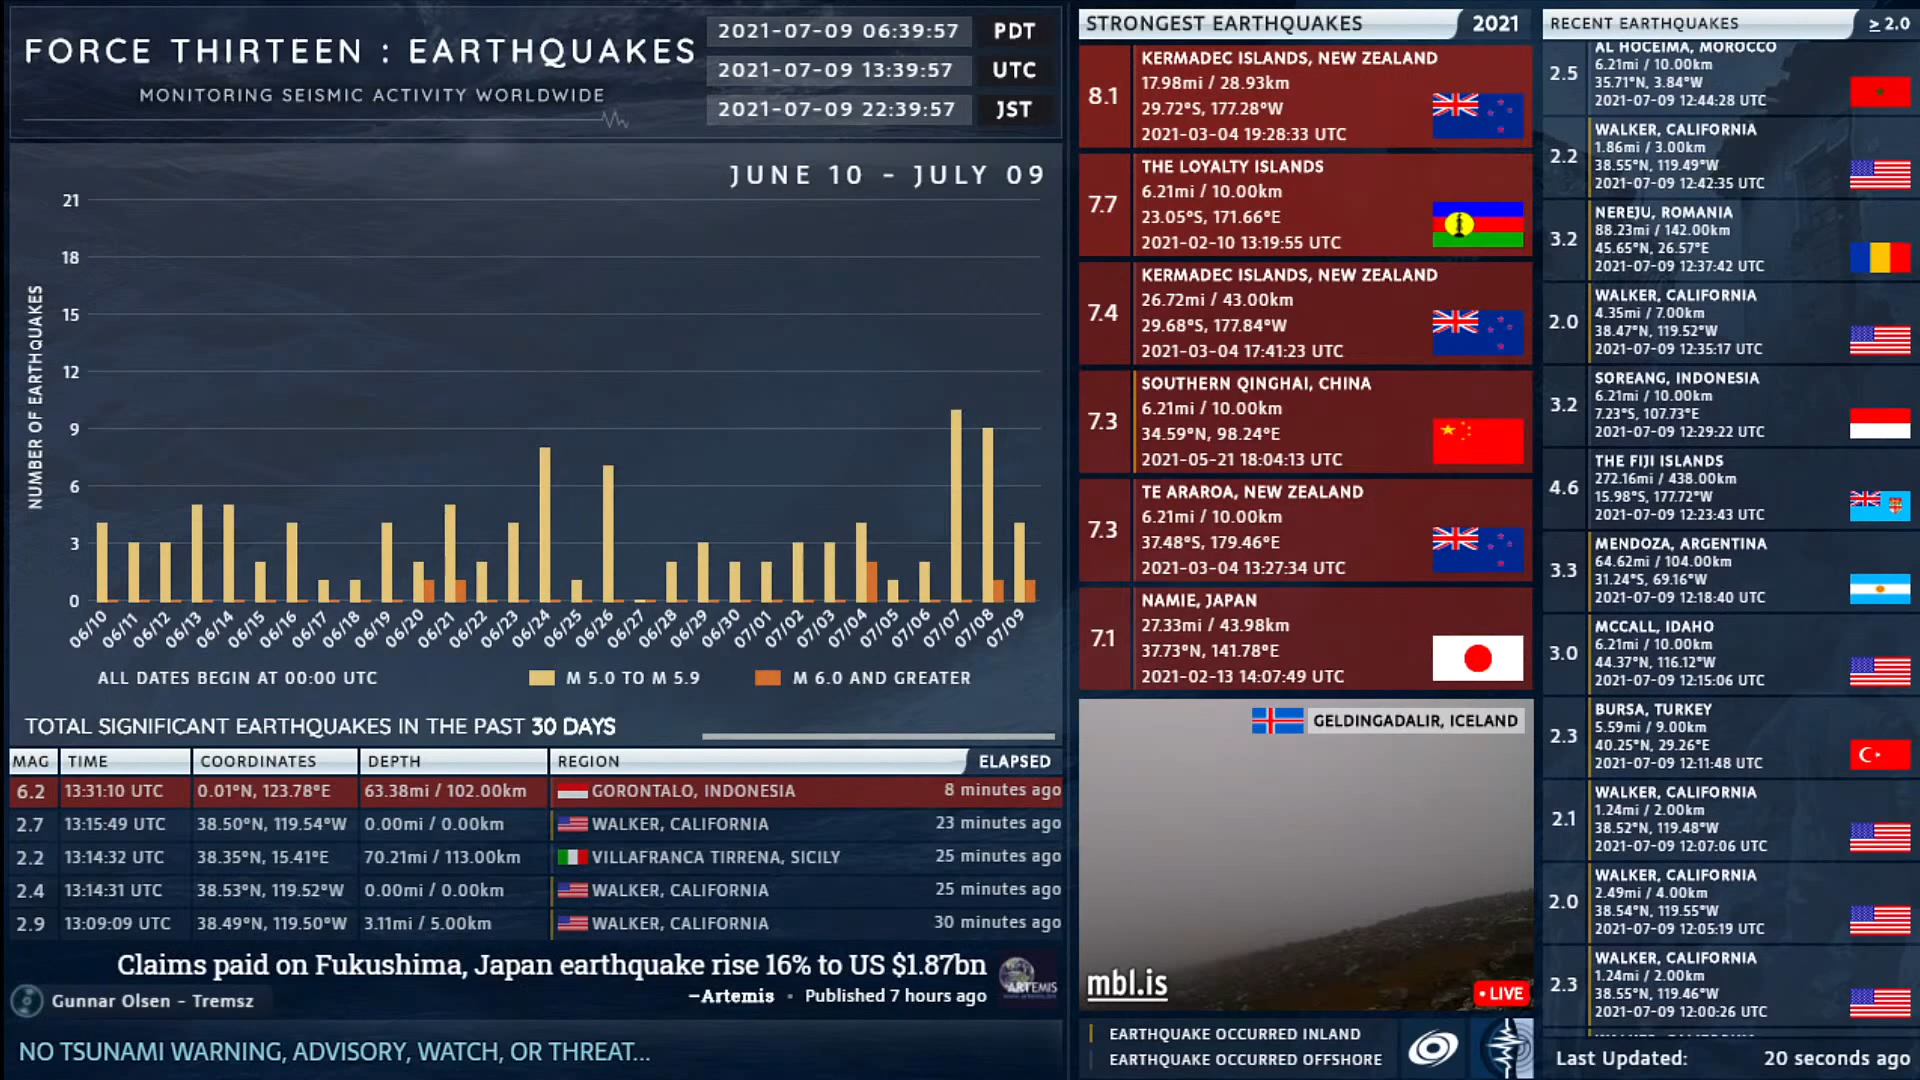 FORCE THIRTEEN : EARTHQUAKES
MONITORING SEISMIC ACTIVITY WORLDWIDE
2021-07-09 06:39:57 PDT
2021-07-09 13:39:57 UTC
2021-07-09 22:39:57 JST
JUNE 10 - JULY 09
NUMBER OF EARTHQUAKES
21
18
15
12
9
6
3
0
06/10 06/11 06/12 06/13 06/14 06/15 06/16 06/17 06/18 06/19 06/20 06/21 06/22 06/23 06/24 06/25 06/26 06/27 06/28 06/29 06/30 07/01 07/02 07/03 07/04 07/05 07/06 07/07 07/08 07/09
ALL DATES BEGIN AT 00:00 UTC M 5.0 TO M 5.9 M 6.0 AND GREATER
TOTAL SIGNIFICANT EARTHQUAKES IN THE PAST 30 DAYS
MAG TIME COORDINATES DEPTH REGION ELAPSED
6.2 13:31:10 UTC 0.01°N, 123.78°E 63.38mi / 102.00km GORONTALO, INDONESIA 8 minutes ago
2.7 13:15:49 UTC 38.50°N, 119.54°W 0.00mi / 0.00km WALKER, CALIFORNIA 23 minutes ago
2.2 13:14:32 UTC 38.35°N, 15.41°E 70.21mi / 113.00km VILLAFRANCA TIRRENA, SICILY 25 minutes ago
2.4 13:14:31 UTC 38.53°N, 119.52°W 0.00mi / 0.00km WALKER, CALIFORNIA 25 minutes ago
2.9 13:09:09 UTC 38.49°N, 119.50°W 3.11mi / 5.00km WALKER, CALIFORNIA 30 minutes ago
Claims paid on Fukushima, Japan earthquake rise 16% to US $1.87bn
–Artemis • Published 7 hours ago
ARTEMIS
Gunnar Olsen - Tremsz
NO TSUNAMI WARNING, ADVISORY, WATCH, OR THREAT...
STRONGEST EARTHQUAKES 2021
8.1
KERMADEC ISLANDS, NEW ZEALAND
17.98mi / 28.93km
29.72°S, 177.28°W
2021-03-04 19:28:33 UTC
7.7
THE LOYALTY ISLANDS
6.21mi / 10.00km
23.05°S, 171.66°E
2021-02-10 13:19:55 UTC
7.4
KERMADEC ISLANDS, NEW ZEALAND
26.72mi / 43.00km
29.68°S, 177.84°W
2021-03-04 17:41:23 UTC
7.3
SOUTHERN QINGHAI, CHINA
6.21mi / 10.00km
34.59°N, 98.24°E
2021-05-21 18:04:13 UTC
7.3
TE ARAROA, NEW ZEALAND
6.21mi / 10.00km
37.48°S, 179.46°E
2021-03-04 13:27:34 UTC
7.1
NAMIE, JAPAN
27.33mi / 43.98km
37.73°N, 141.78°E
2021-02-13 14:07:49 UTC
GELDINGADALIR, ICELAND
mbl.is
• LIVE
EARTHQUAKE OCCURRED INLAND
EARTHQUAKE OCCURRED OFFSHORE
RECENT EARTHQUAKES ≥ 2.0
2.5
AL HOCEIMA, MOROCCO
6.21mi / 10.00km
35.71°N, 3.84°W
2021-07-09 12:44:28 UTC
2.2
WALKER, CALIFORNIA
1.86mi / 3.00km
38.55°N, 119.49°W
2021-07-09 12:42:35 UTC
3.2
NEREJU, ROMANIA
88.23mi / 142.00km
45.65°N, 26.57°E
2021-07-09 12:37:42 UTC
2.0
WALKER, CALIFORNIA
4.35mi / 7.00km
38.47°N, 119.52°W
2021-07-09 12:35:17 UTC
3.2
SOREANG, INDONESIA
6.21mi / 10.00km
7.23°S, 107.73°E
2021-07-09 12:29:22 UTC
4.6
THE FIJI ISLANDS
272.16mi / 438.00km
15.98°S, 177.72°W
2021-07-09 12:23:43 UTC
3.3
MENDOZA, ARGENTINA
64.62mi / 104.00km
31.24°S, 69.16°W
2021-07-09 12:18:40 UTC
3.0
MCCALL, IDAHO
6.21mi / 10.00km
44.37°N, 116.12°W
2021-07-09 12:15:06 UTC
2.3
BURSA, TURKEY
5.59mi / 9.00km
40.25°N, 29.26°E
2021-07-09 12:11:48 UTC
2.1
WALKER, CALIFORNIA
1.24mi / 2.00km
38.52°N, 119.48°W
2021-07-09 12:07:06 UTC
2.0
WALKER, CALIFORNIA
2.49mi / 4.00km
38.54°N, 119.55°W
2021-07-09 12:05:19 UTC
2.3
WALKER, CALIFORNIA
1.24mi / 2.00km
38.55°N, 119.46°W
2021-07-09 12:00:26 UTC
Last Updated: 20 seconds ago